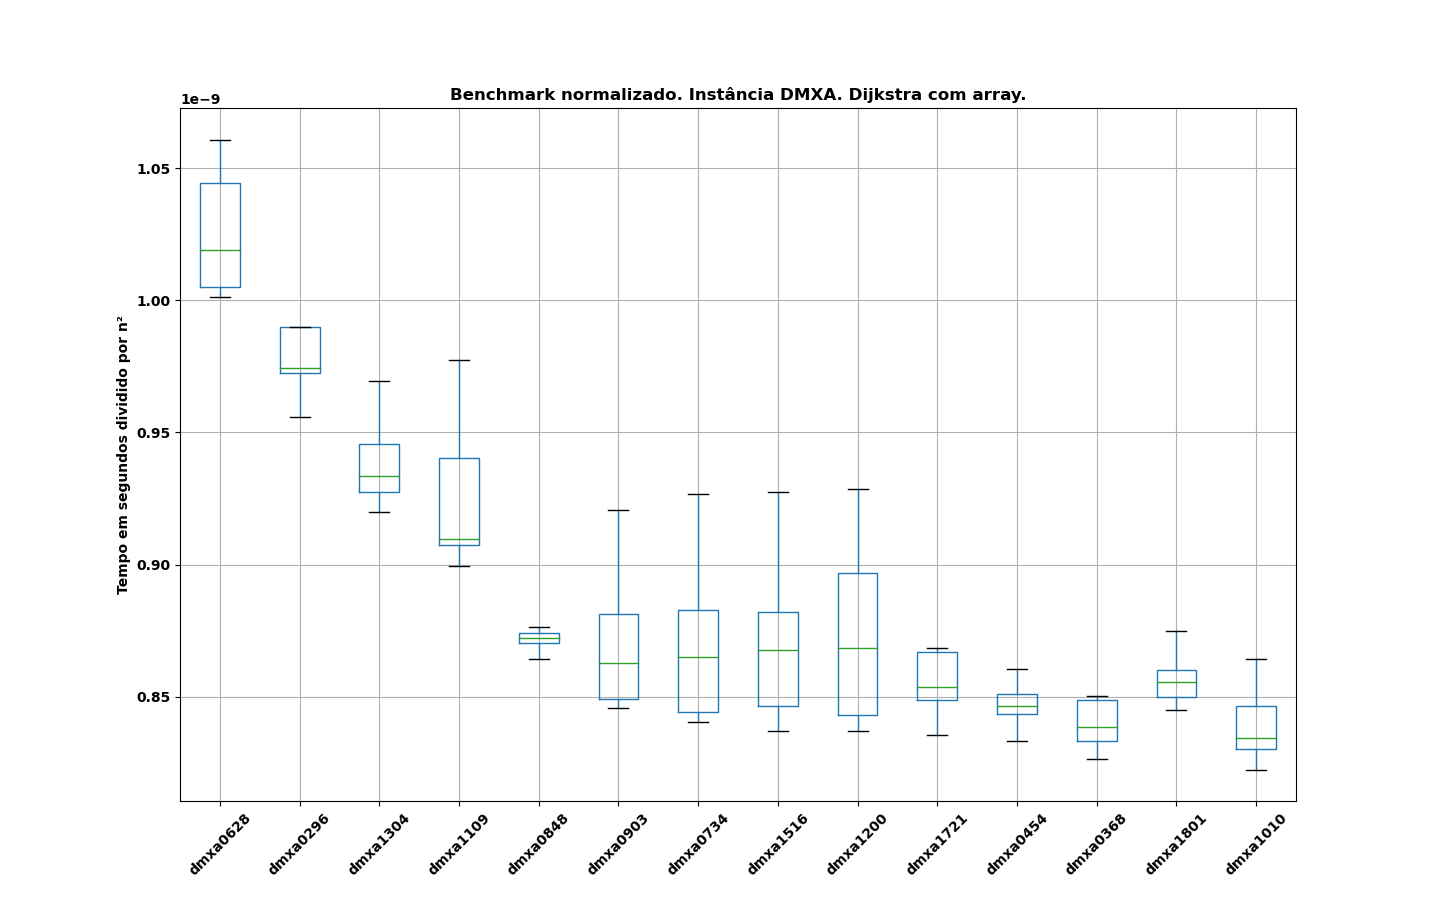 Benchmark normalizado. Instância DMXA. Dijkstra com array.
1e−9
1.05
1.00
0.95
0.90
0.85
Tempo em segundos dividido por n²
dmxa0628
dmxa0296
dmxa1304
dmxa1109
dmxa0848
dmxa0903
dmxa0734
dmxa1516
dmxa1200
dmxa1721
dmxa0454
dmxa0368
dmxa1801
dmxa1010